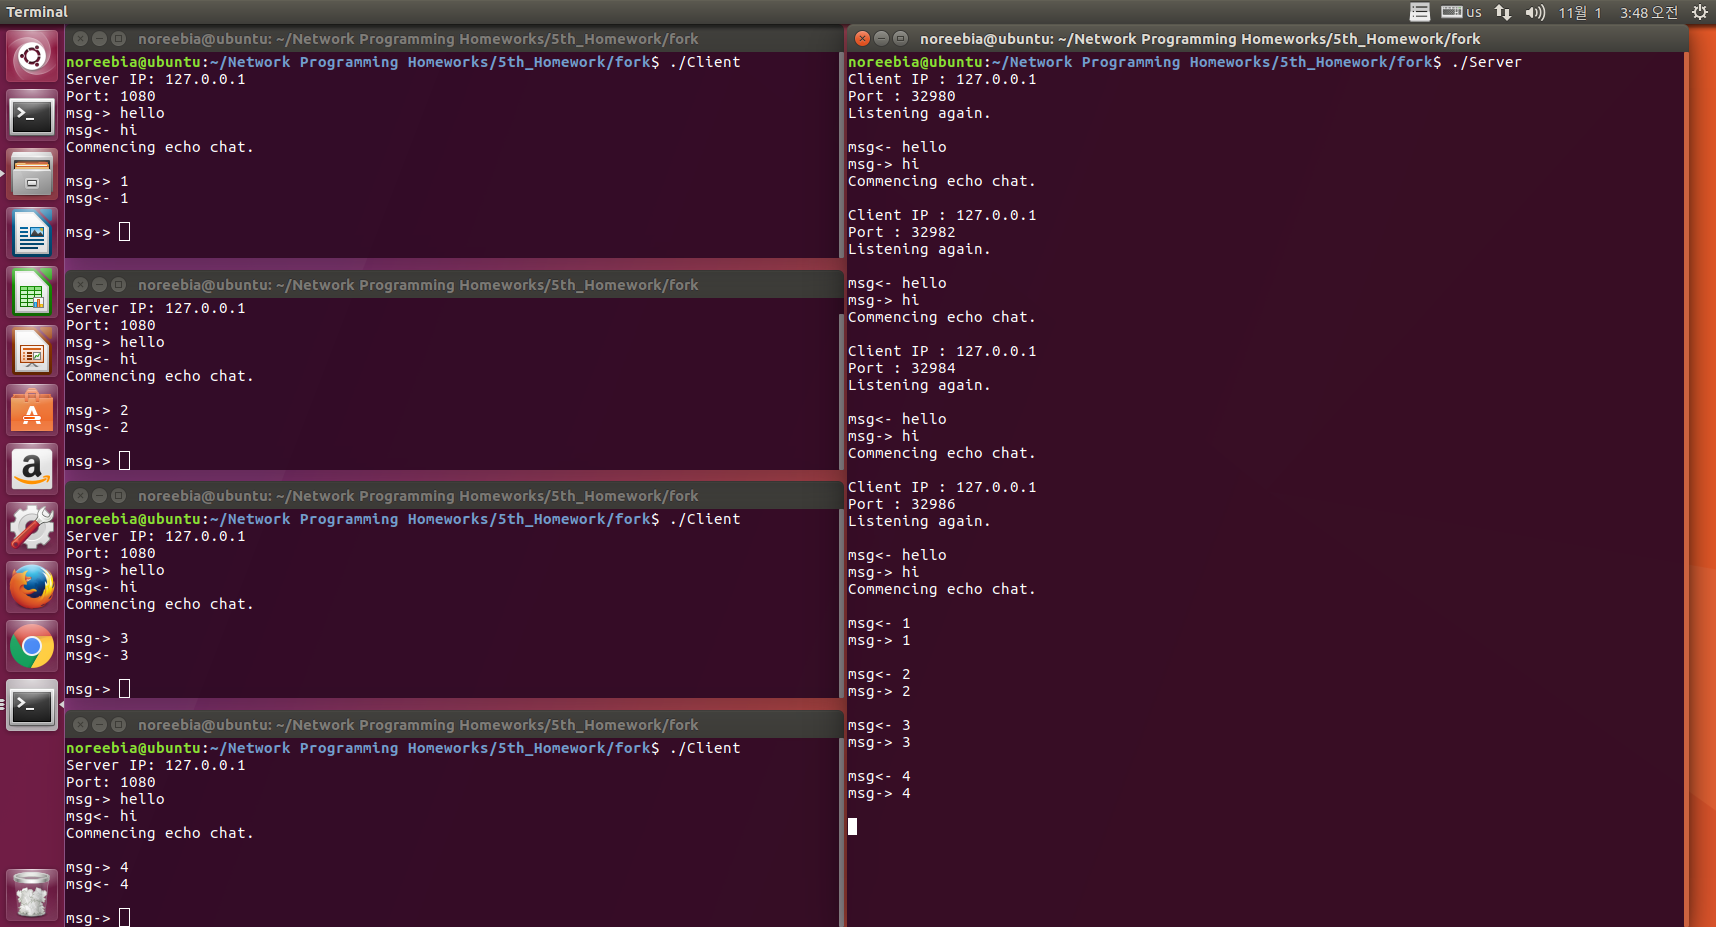 Terminal
us
11월 1
3:48 오전
noreebia@ubuntu: ~/Network Programming Homeworks/5th_Homework/fork
noreebia@ubuntu:~/Network Programming Homeworks/5th_Homework/fork$ ./Client
Server IP: 127.0.0.1
Port: 1080
msg-> hello
msg<- hi
Commencing echo chat.
msg-> 1
msg<- 1
msg->
noreebia@ubuntu: ~/Network Programming Homeworks/5th_Homework/fork
Server IP: 127.0.0.1
Port: 1080
msg-> hello
msg<- hi
Commencing echo chat.
msg-> 2
msg<- 2
msg->
noreebia@ubuntu: ~/Network Programming Homeworks/5th_Homework/fork
noreebia@ubuntu:~/Network Programming Homeworks/5th_Homework/fork$ ./Client
Server IP: 127.0.0.1
Port: 1080
msg-> hello
msg<- hi
Commencing echo chat.
msg-> 3
msg<- 3
msg->
noreebia@ubuntu: ~/Network Programming Homeworks/5th_Homework/fork
noreebia@ubuntu:~/Network Programming Homeworks/5th_Homework/fork$ ./Client
Server IP: 127.0.0.1
Port: 1080
msg-> hello
msg<- hi
Commencing echo chat.
msg-> 4
msg<- 4
msg->
noreebia@ubuntu: ~/Network Programming Homeworks/5th_Homework/fork
noreebia@ubuntu:~/Network Programming Homeworks/5th_Homework/fork$ ./Server
Client IP : 127.0.0.1
Port : 32980
Listening again.
msg<- hello
msg-> hi
Commencing echo chat.
Client IP : 127.0.0.1
Port : 32982
Listening again.
msg<- hello
msg-> hi
Commencing echo chat.
Client IP : 127.0.0.1
Port : 32984
Listening again.
msg<- hello
msg-> hi
Commencing echo chat.
Client IP : 127.0.0.1
Port : 32986
Listening again.
msg<- hello
msg-> hi
Commencing echo chat.
msg<- 1
msg-> 1
msg<- 2
msg-> 2
msg<- 3
msg-> 3
msg<- 4
msg-> 4